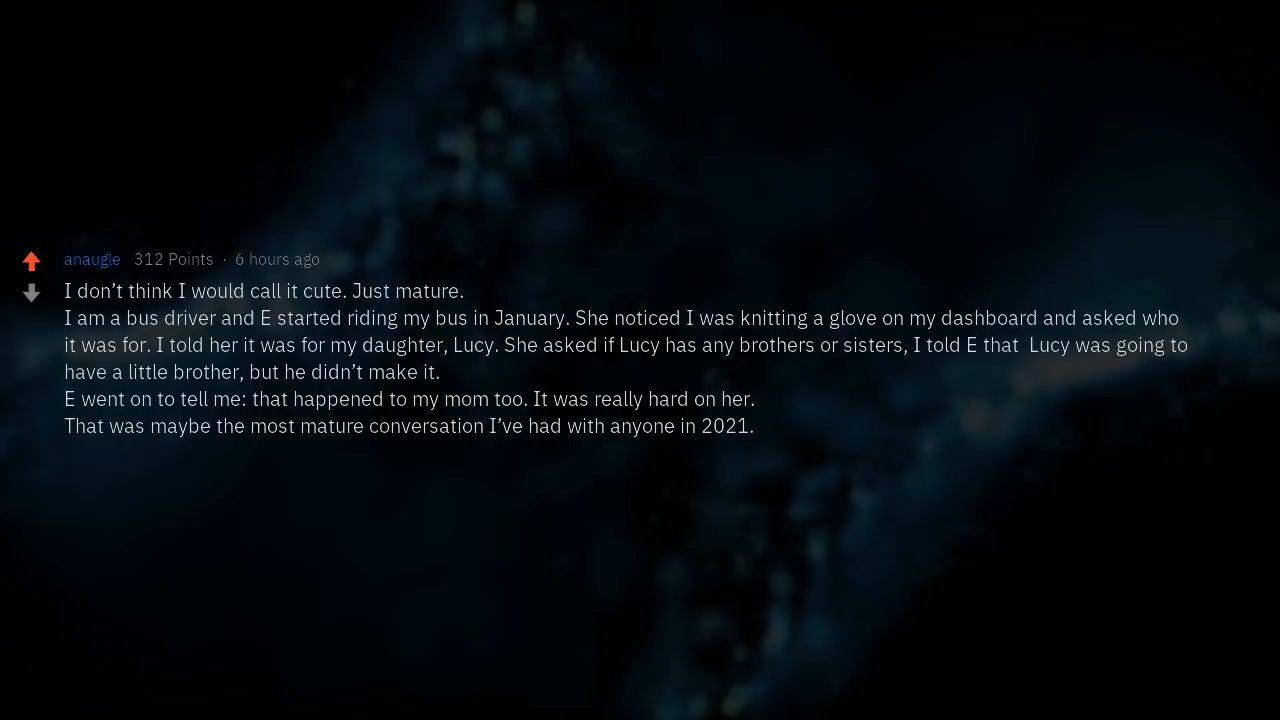 anaugle 312 Points · 6 hours ago
I don’t think I would call it cute. Just mature.
I am a bus driver and E started riding my bus in January. She noticed I was knitting a glove on my dashboard and asked who
it was for. I told her it was for my daughter, Lucy. She asked if Lucy has any brothers or sisters, I told E that  Lucy was going to
have a little brother, but he didn’t make it.
E went on to tell me: that happened to my mom too. It was really hard on her.
That was maybe the most mature conversation I’ve had with anyone in 2021.